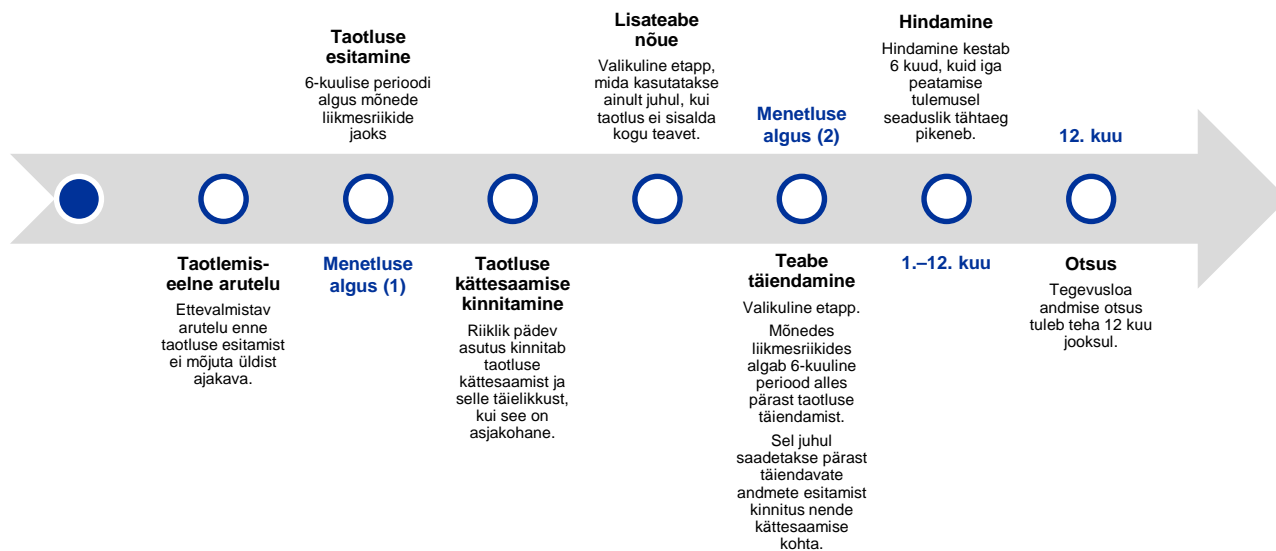 Taotlemis-
eelne arutelu
Ettevalmistav
arutelu enne
taotluse esitamist
ei mõjuta üldist
ajakava.
Taotluse
esitamine
6-kuulise perioodi
algus mõnede
liikmesriikide
jaoks
Menetluse
algus (1)
Taotluse
kättesaamise
kinnitamine
Riiklik pädev
asutus kinnitab
taotluse
kättesaamist ja
selle täielikkust,
kui see on
asjakohane.
Lisateabe
nõue
Valikuline etapp,
mida kasutatakse
ainult juhul, kui
taotlus ei sisalda
kogu teavet.
Menetluse
algus (2)
Teabe
täiendamine
Valikuline etapp.
Mõnedes
liikmesriikides
algab 6-kuuline
periood alles
pärast taotluse
täiendamist.
Sel juhul
saadetakse pärast
täiendavate
andmete esitamist
kinnitus nende
kättesaamise
kohta.
Hindamine
Hindamine kestab
6 kuud, kuid iga
peatamise
tulemusel
seaduslik tähtaeg
pikeneb.
1.–12. kuu
12. kuu
Otsus
Tegevusloa
andmise otsus
tuleb teha 12 kuu
jooksul.